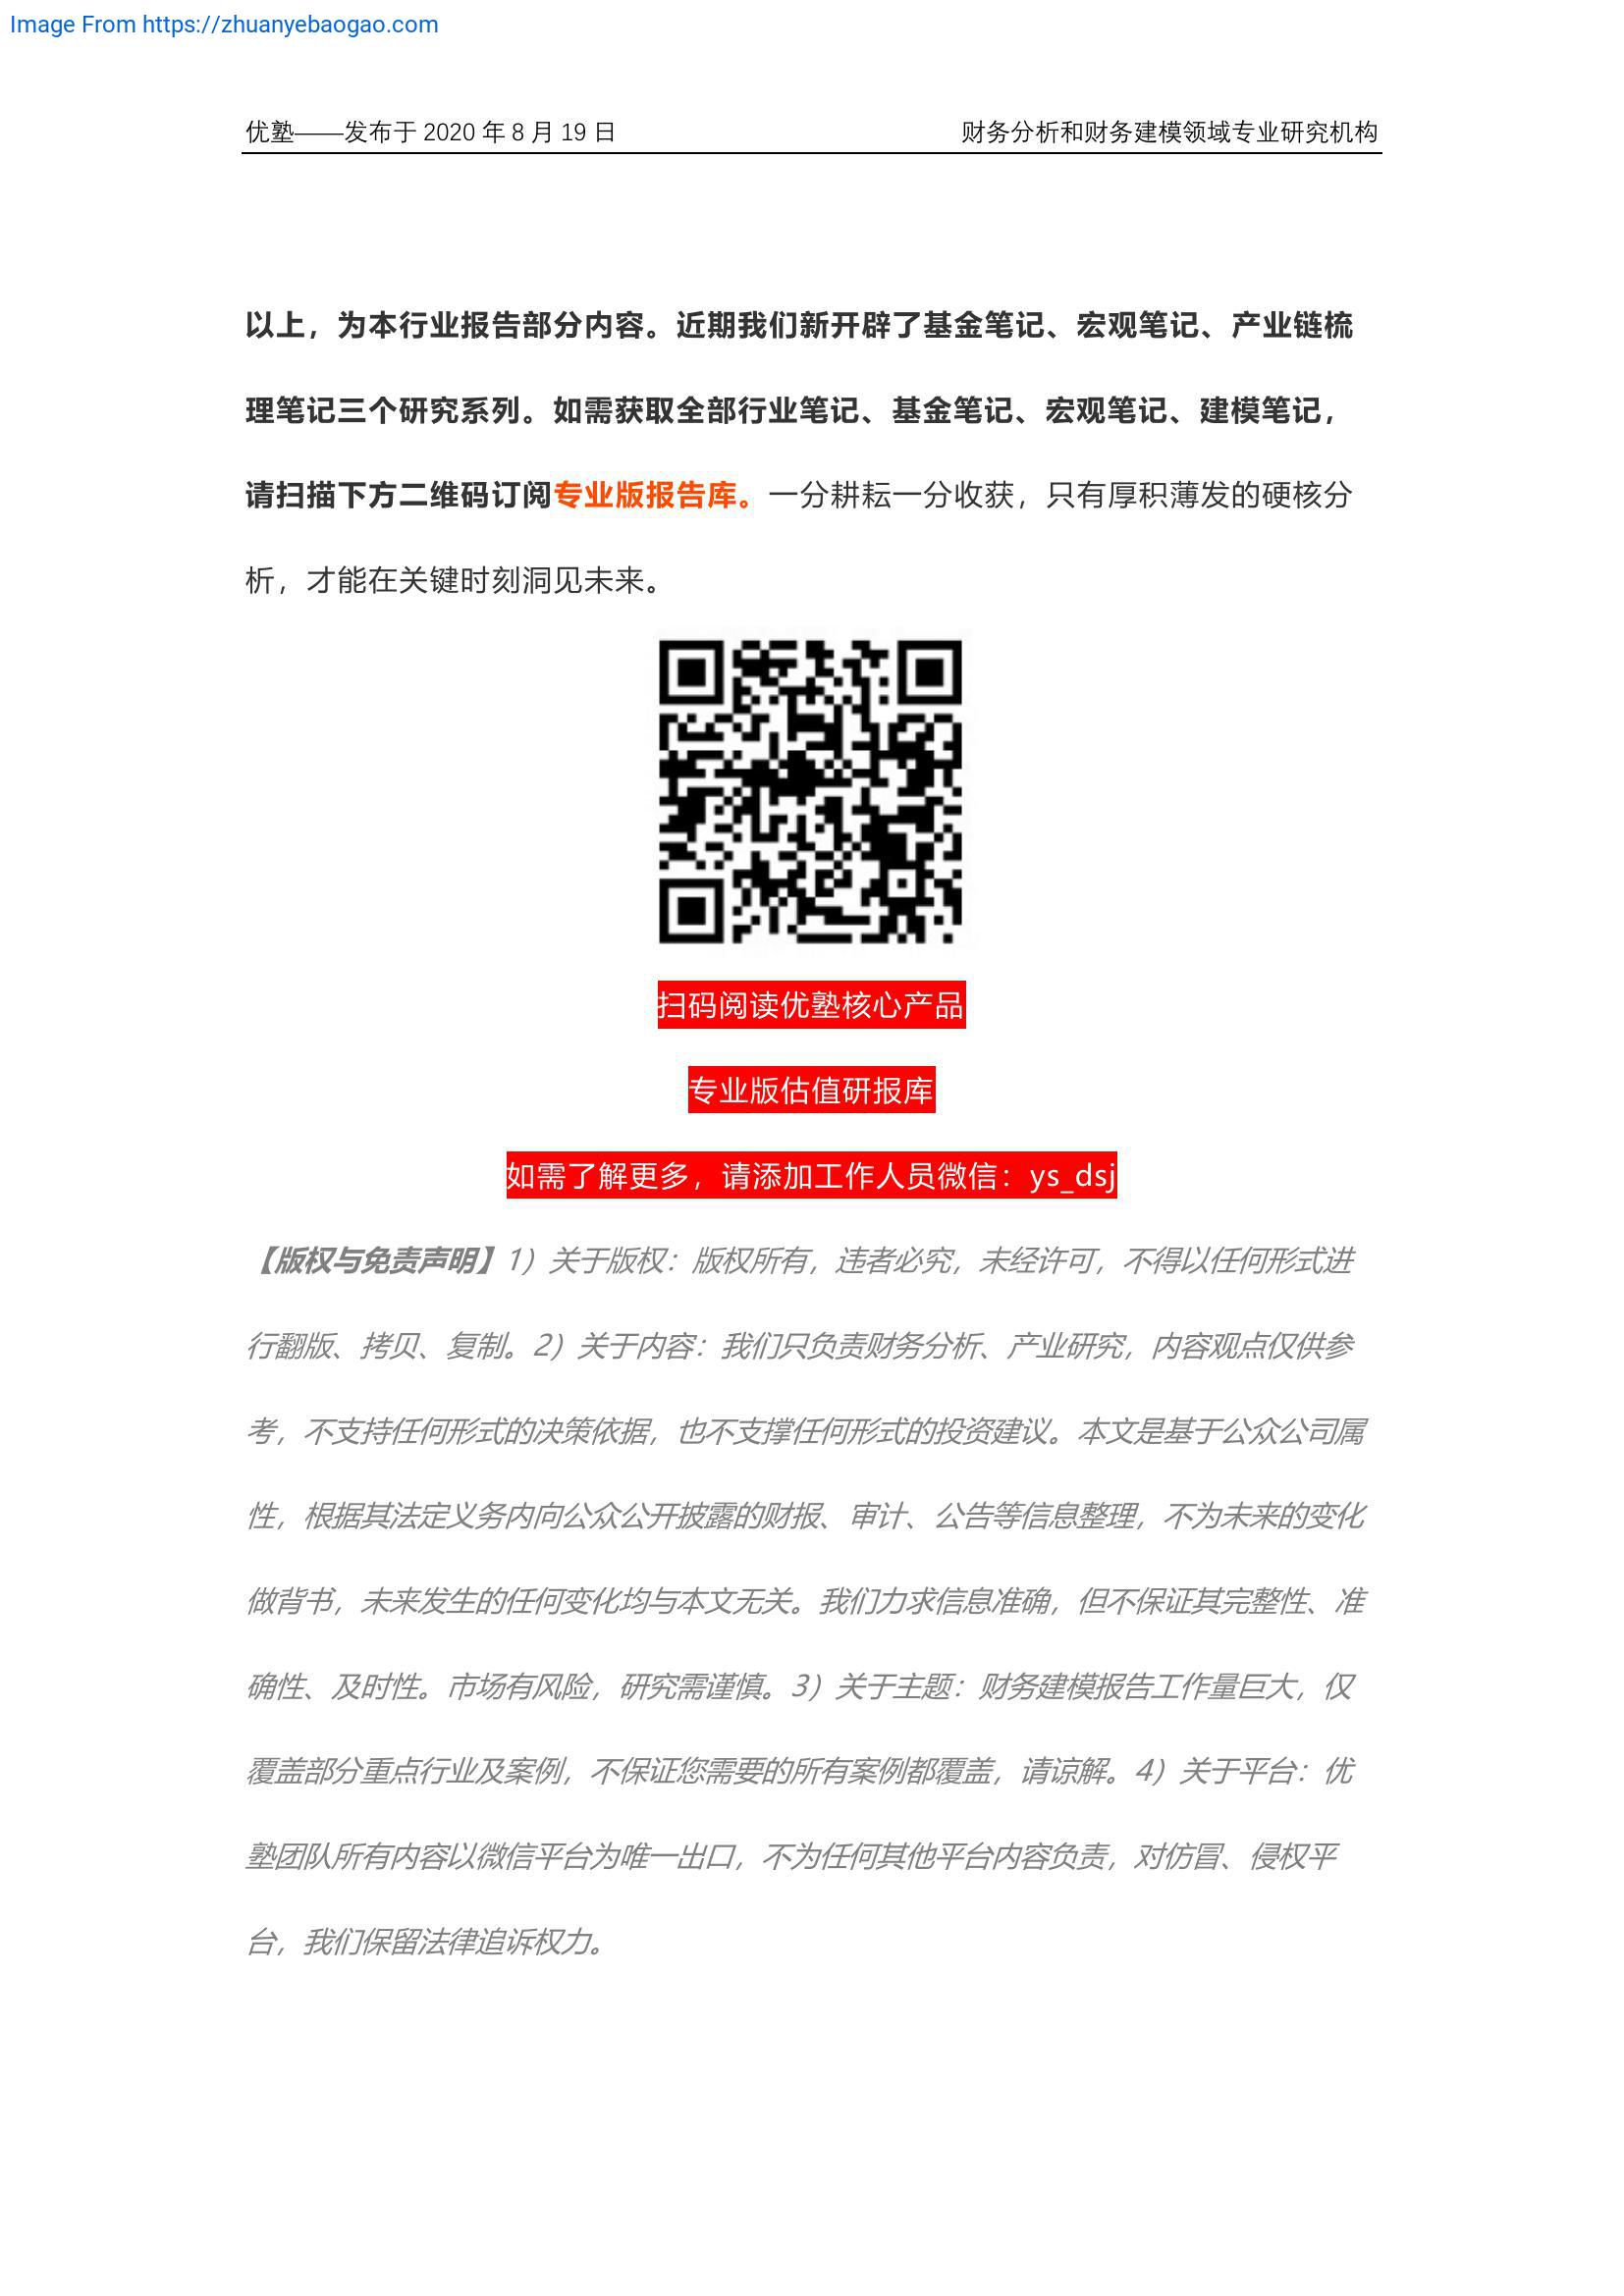 Image From https://zhuanyebaogao.com
优塾——发布于 2020 年 8 月 19 日 财务分析和财务建模领域专业研究机构
以上，为本行业报告部分内容。近期我们新开辟了基金笔记、宏观笔记、产业链梳
理笔记三个研究系列。如需获取全部行业笔记、基金笔记、宏观笔记、建模笔记，
请扫描下方二维码订阅专业版报告库。一分耕耘一分收获，只有厚积薄发的硬核分
析，才能在关键时刻洞见未来。
扫码阅读优塾核心产品
专业版估值研报库
如需了解更多，请添加工作人员微信：ys_dsj
【版权与免责声明】1）关于版权：版权所有，违者必究，未经许可，不得以任何形式进
行翻版、拷贝、复制。2）关于内容：我们只负责财务分析、产业研究，内容观点仅供参
考，不支持任何形式的决策依据，也不支撑任何形式的投资建议。本文是基于公众公司属
性，根据其法定义务内向公众公开披露的财报、审计、公告等信息整理，不为未来的变化
做背书，未来发生的任何变化均与本文无关。我们力求信息准确，但不保证其完整性、准
确性、及时性。市场有风险，研究需谨慎。3）关于主题：财务建模报告工作量巨大，仅
覆盖部分重点行业及案例，不保证您需要的所有案例都覆盖，请谅解。4）关于平台：优
塾团队所有内容以微信平台为唯一出口，不为任何其他平台内容负责，对仿冒、侵权平
台，我们保留法律追诉权力。